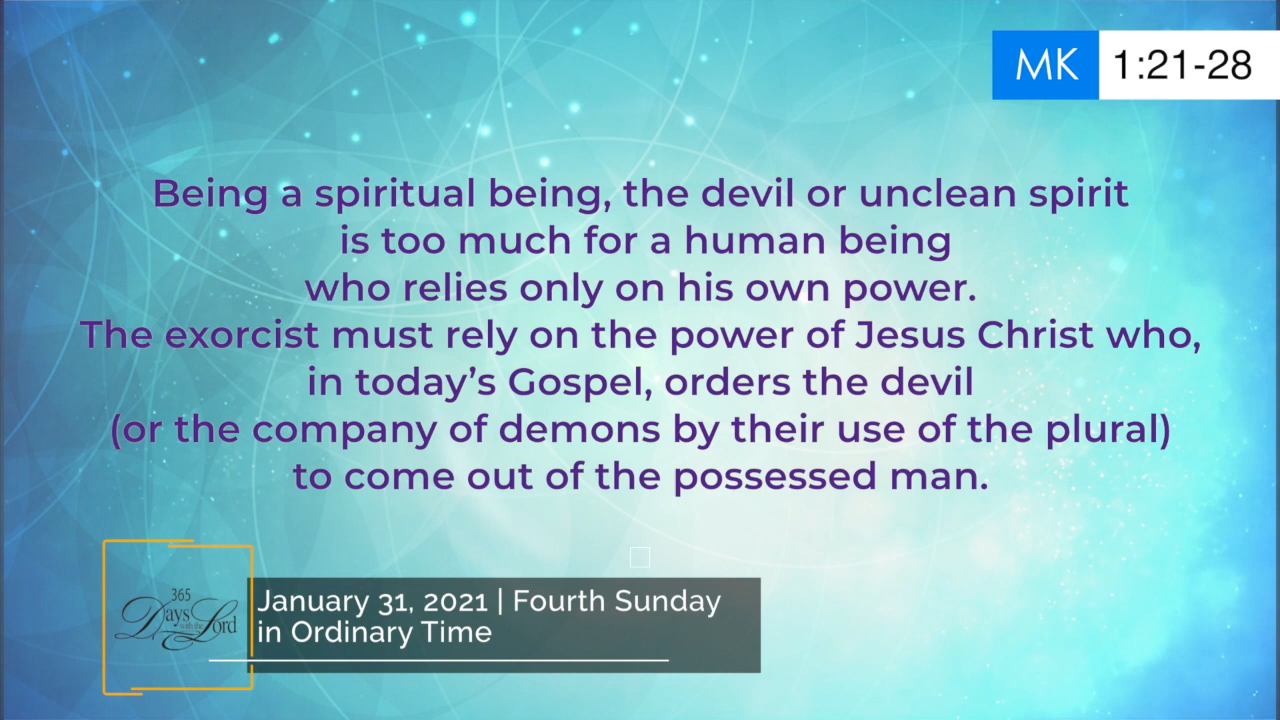 MK 1:21-28
Being a spiritual being, the devil or unclean spirit
is too much for a human being
who relies only on his own power.
The exorcist must rely on the power of Jesus Christ who,
in today’s Gospel, orders the devil
(or the company of demons by their use of the plural)
to come out of the possessed man.
365
Days with the Lord
January 31, 2021 | Fourth Sunday
in Ordinary Time